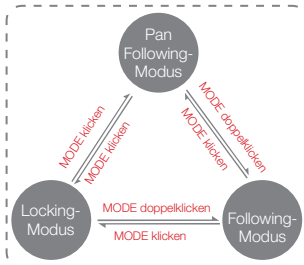 Pan
Following-
Modus
MODE klicken
MODE klicken
MODE doppelklicken
MODE klicken
Locking-
Modus
MODE doppelklicken
MODE klicken
Following-
Modus